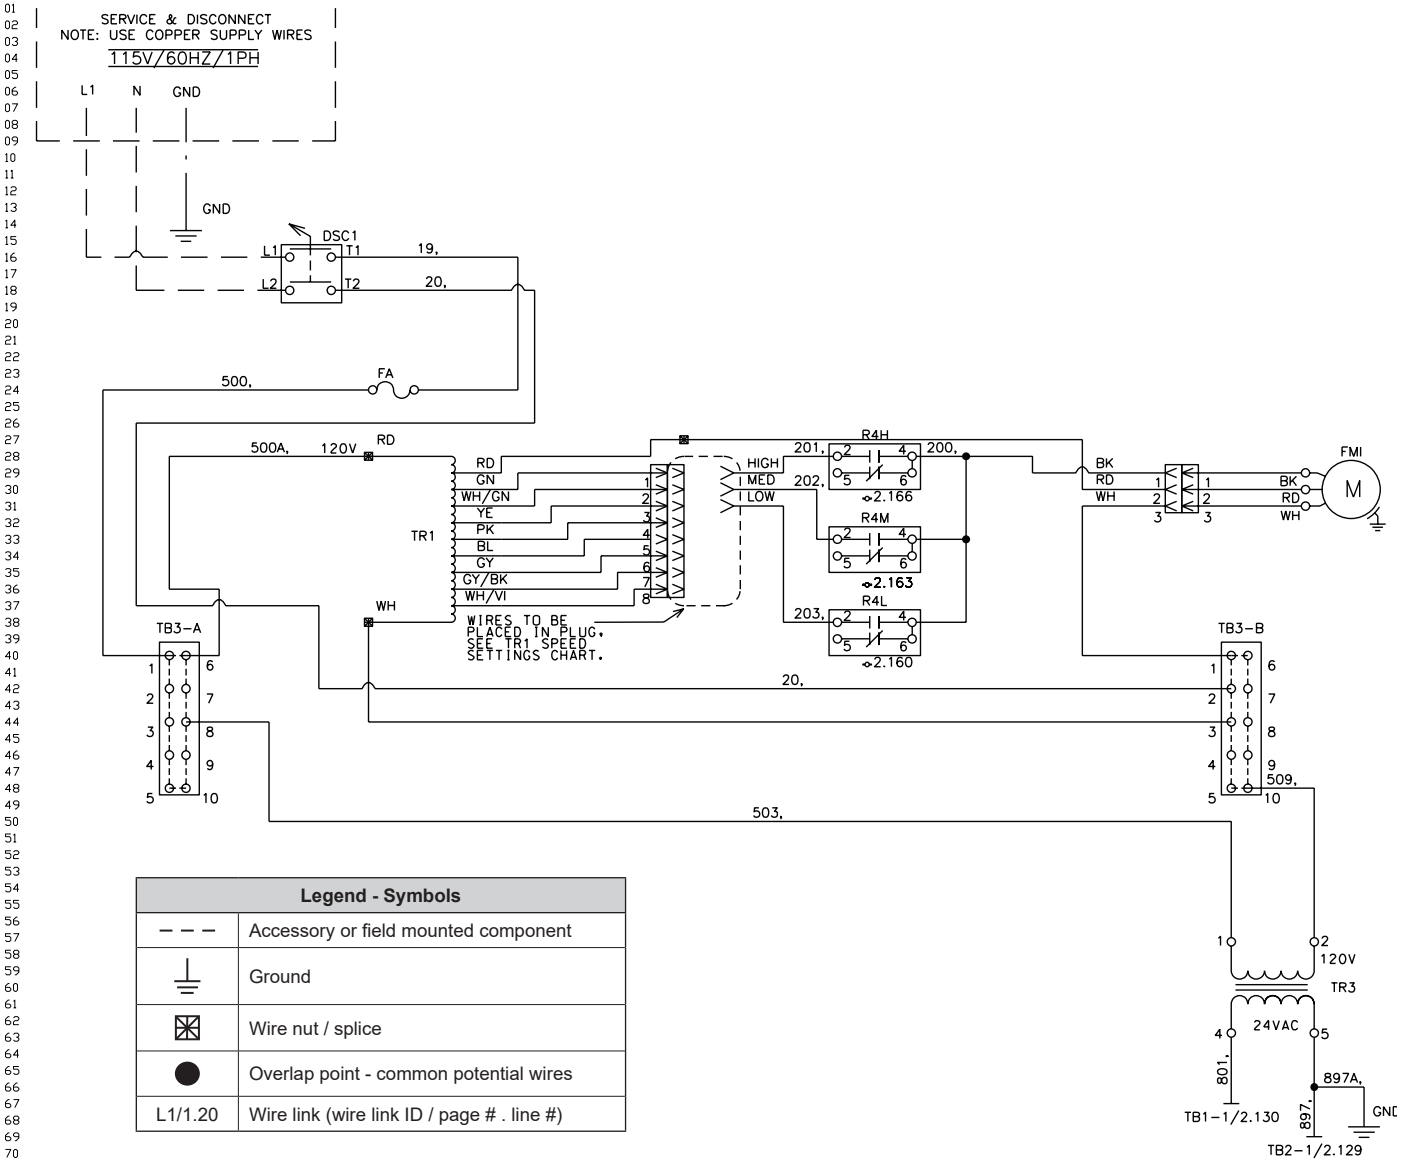 01
02 SERVICE & DISCONNECT
03 NOTE: USE COPPER SUPPLY WIRES
04 115V/60HZ/1PH
05
06 L1 N GND
07
08
09
10
11
12
13 GND
14
15 DSC1
16 L1 T1 19,
17
18 L2 T2 20,
19
20
21
22
23 FA
24 500,
25
26
27 RD R4H
28 500A, 120V RD HIGH 201, 2 4 200, BK FMI
29 GN 1 MED 5 6 RD 1 1 BK M
30 WH/GN 2 LOW 202, ⌖2.166 WH 2 2 RD
31 YE 3 3 3 WH
32 PK 4 R4M
33 TR1 BL 5 2 4
34 GY 6 5 6
35 GY/BK 7 ⌖2.163
36 WH/VI 8 R4L
37 WH 203, 2 4
38 WIRES TO BE 5 6
39 PLACED IN PLUG.
SEE TR1 SPEED
SETTINGS CHART.
⌖2.160
TB3-A TB3-B
40 1 6 1 6
41
42 2 7 20, 2 7
43
44 3 8 3 8
45
46 4 9 4 9
47
48 5 10 5 10 509,
49
50 503,
51
52
53
54 Legend - Symbols
55
56 Accessory or field mounted component
57 1 2
58 120V
59 Ground
60 TR3
61
62 Wire nut / splice 24VAC
63 4 5
64
65 Overlap point - common potential wires 801, 897A,
66
67 L1/1.20 Wire link (wire link ID / page # . line #)
68 TB1-1/2.130 897, GND
69
70 TB2-1/2.129